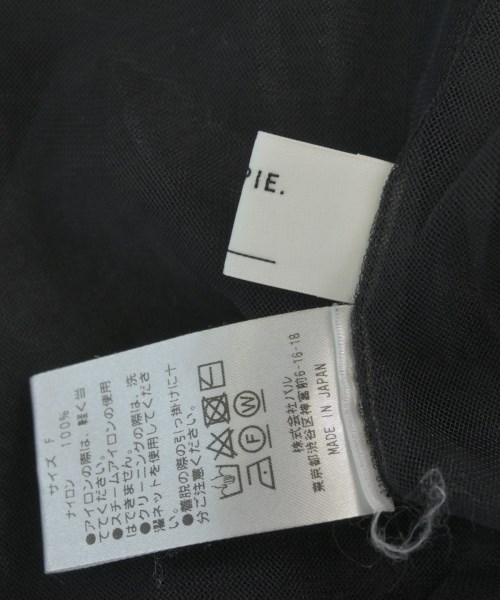 PIE.
サイズ F
ナイロン 100%
●アイロンの際は、軽く当
ててください。
●スチームアイロンの使用
はできません。
●クリーニングの際は、洗
濯ネットを使用してくださ
い。
●着脱の際の引っ掛けに十
分ご注意ください。
F W
株式会社パル
東京都渋谷区神宮前6-16-18
MADE IN JAPAN